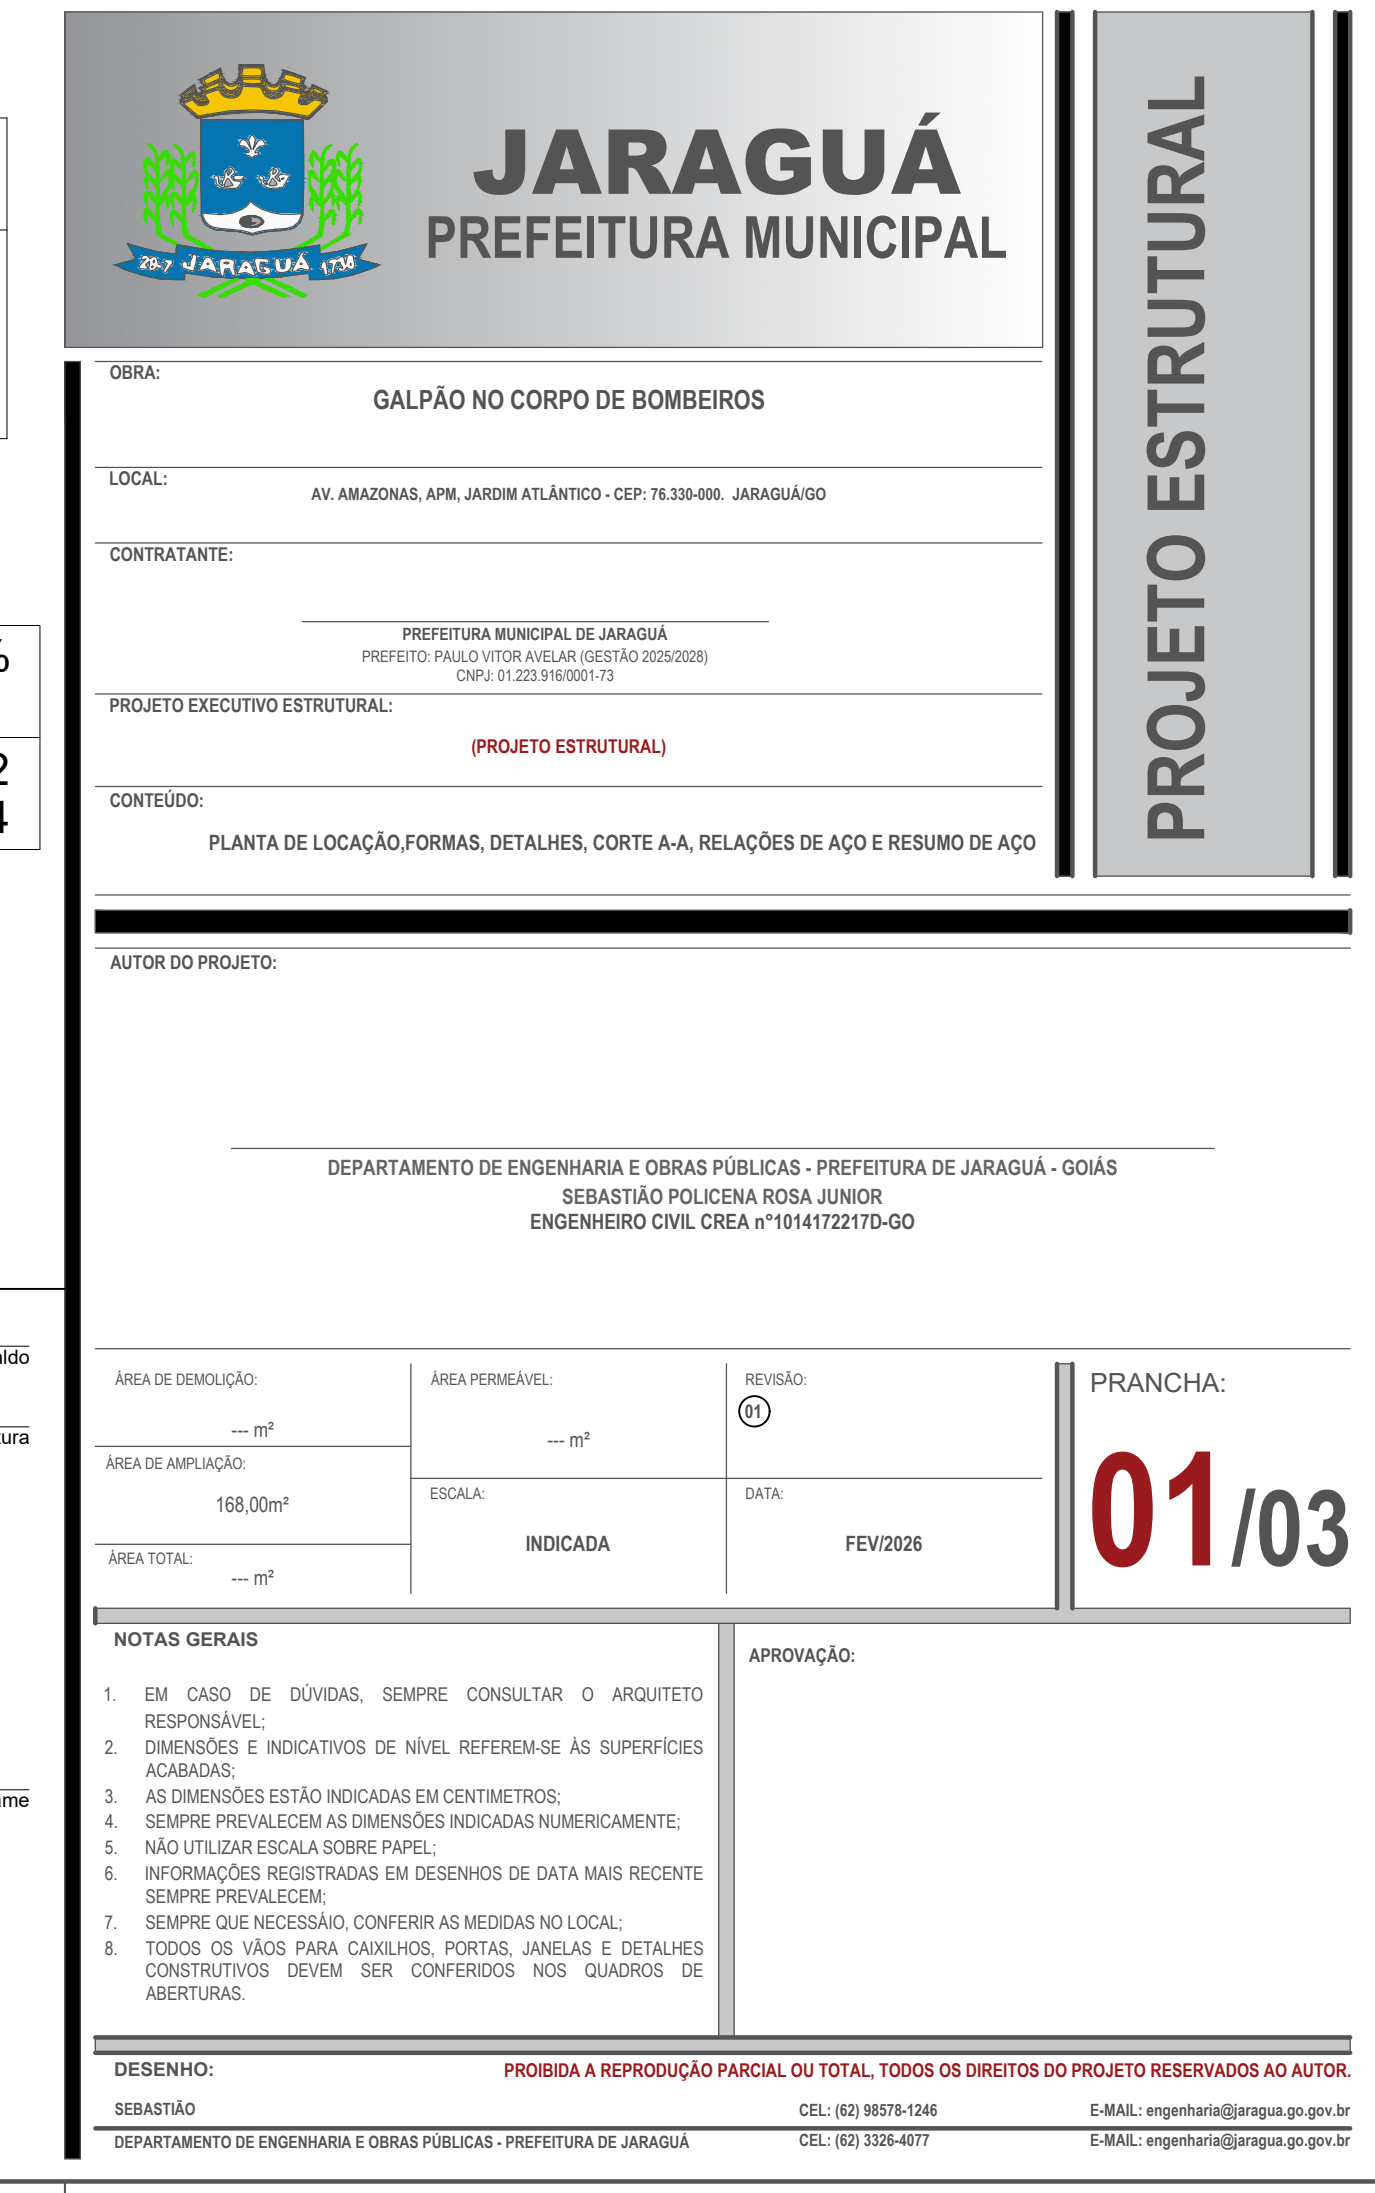 28-7 JARAGUÁ 1736
JARAGUÁ
PREFEITURA MUNICIPAL
PROJETO ESTRUTURAL
OBRA:
GALPÃO NO CORPO DE BOMBEIROS
LOCAL:
AV. AMAZONAS, APM, JARDIM ATLÂNTICO - CEP: 76.330-000. JARAGUÁ/GO
CONTRATANTE:
PREFEITURA MUNICIPAL DE JARAGUÁ
PREFEITO: PAULO VITOR AVELAR (GESTÃO 2025/2028)
CNPJ: 01.223.916/0001-73
PROJETO EXECUTIVO ESTRUTURAL:
(PROJETO ESTRUTURAL)
CONTEÚDO:
PLANTA DE LOCAÇÃO,FORMAS, DETALHES, CORTE A-A, RELAÇÕES DE AÇO E RESUMO DE AÇO
AUTOR DO PROJETO:
DEPARTAMENTO DE ENGENHARIA E OBRAS PÚBLICAS - PREFEITURA DE JARAGUÁ - GOIÁS
SEBASTIÃO POLICENA ROSA JUNIOR
ENGENHEIRO CIVIL CREA n°1014172217D-GO
ÁREA DE DEMOLIÇÃO:
--- m²
ÁREA DE AMPLIAÇÃO:
168,00m²
ÁREA TOTAL:
--- m²
ÁREA PERMEÁVEL:
--- m²
ESCALA:
INDICADA
REVISÃO:
01
DATA:
FEV/2026
PRANCHA:
01/03
NOTAS GERAIS
1. EM CASO DE DÚVIDAS, SEMPRE CONSULTAR O ARQUITETO
RESPONSÁVEL;
2. DIMENSÕES E INDICATIVOS DE NÍVEL REFEREM-SE ÀS SUPERFÍCIES
ACABADAS;
3. AS DIMENSÕES ESTÃO INDICADAS EM CENTIMETROS;
4. SEMPRE PREVALECEM AS DIMENSÕES INDICADAS NUMERICAMENTE;
5. NÃO UTILIZAR ESCALA SOBRE PAPEL;
6. INFORMAÇÕES REGISTRADAS EM DESENHOS DE DATA MAIS RECENTE
SEMPRE PREVALECEM;
7. SEMPRE QUE NECESSÁIO, CONFERIR AS MEDIDAS NO LOCAL;
8. TODOS OS VÃOS PARA CAIXILHOS, PORTAS, JANELAS E DETALHES
CONSTRUTIVOS DEVEM SER CONFERIDOS NOS QUADROS DE
ABERTURAS.
APROVAÇÃO:
DESENHO:
PROIBIDA A REPRODUÇÃO PARCIAL OU TOTAL, TODOS OS DIREITOS DO PROJETO RESERVADOS AO AUTOR.
SEBASTIÃO
CEL: (62) 98578-1246
E-MAIL: engenharia@jaragua.go.gov.br
DEPARTAMENTO DE ENGENHARIA E OBRAS PÚBLICAS - PREFEITURA DE JARAGUÁ
CEL: (62) 3326-4077
E-MAIL: engenharia@jaragua.go.gov.br